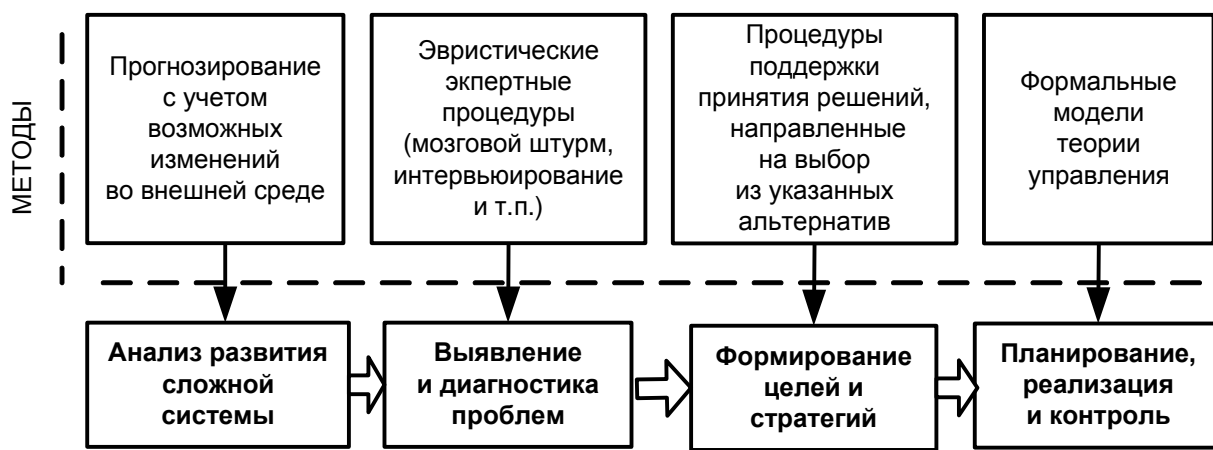 МЕТОДЫ
Прогнозирование
с учетом
возможных
изменений
во внешней среде
Эвристические
экпертные
процедуры
(мозговой штурм,
интервьюирование
и т.п.)
Процедуры
поддержки
принятия решений,
направленные
на выбор
из указанных
альтернатив
Формальные
модели
теории
управления
Анализ развития
сложной
системы
Выявление
и диагностика
проблем
Формирование
целей и
стратегий
Планирование,
реализация
и контроль